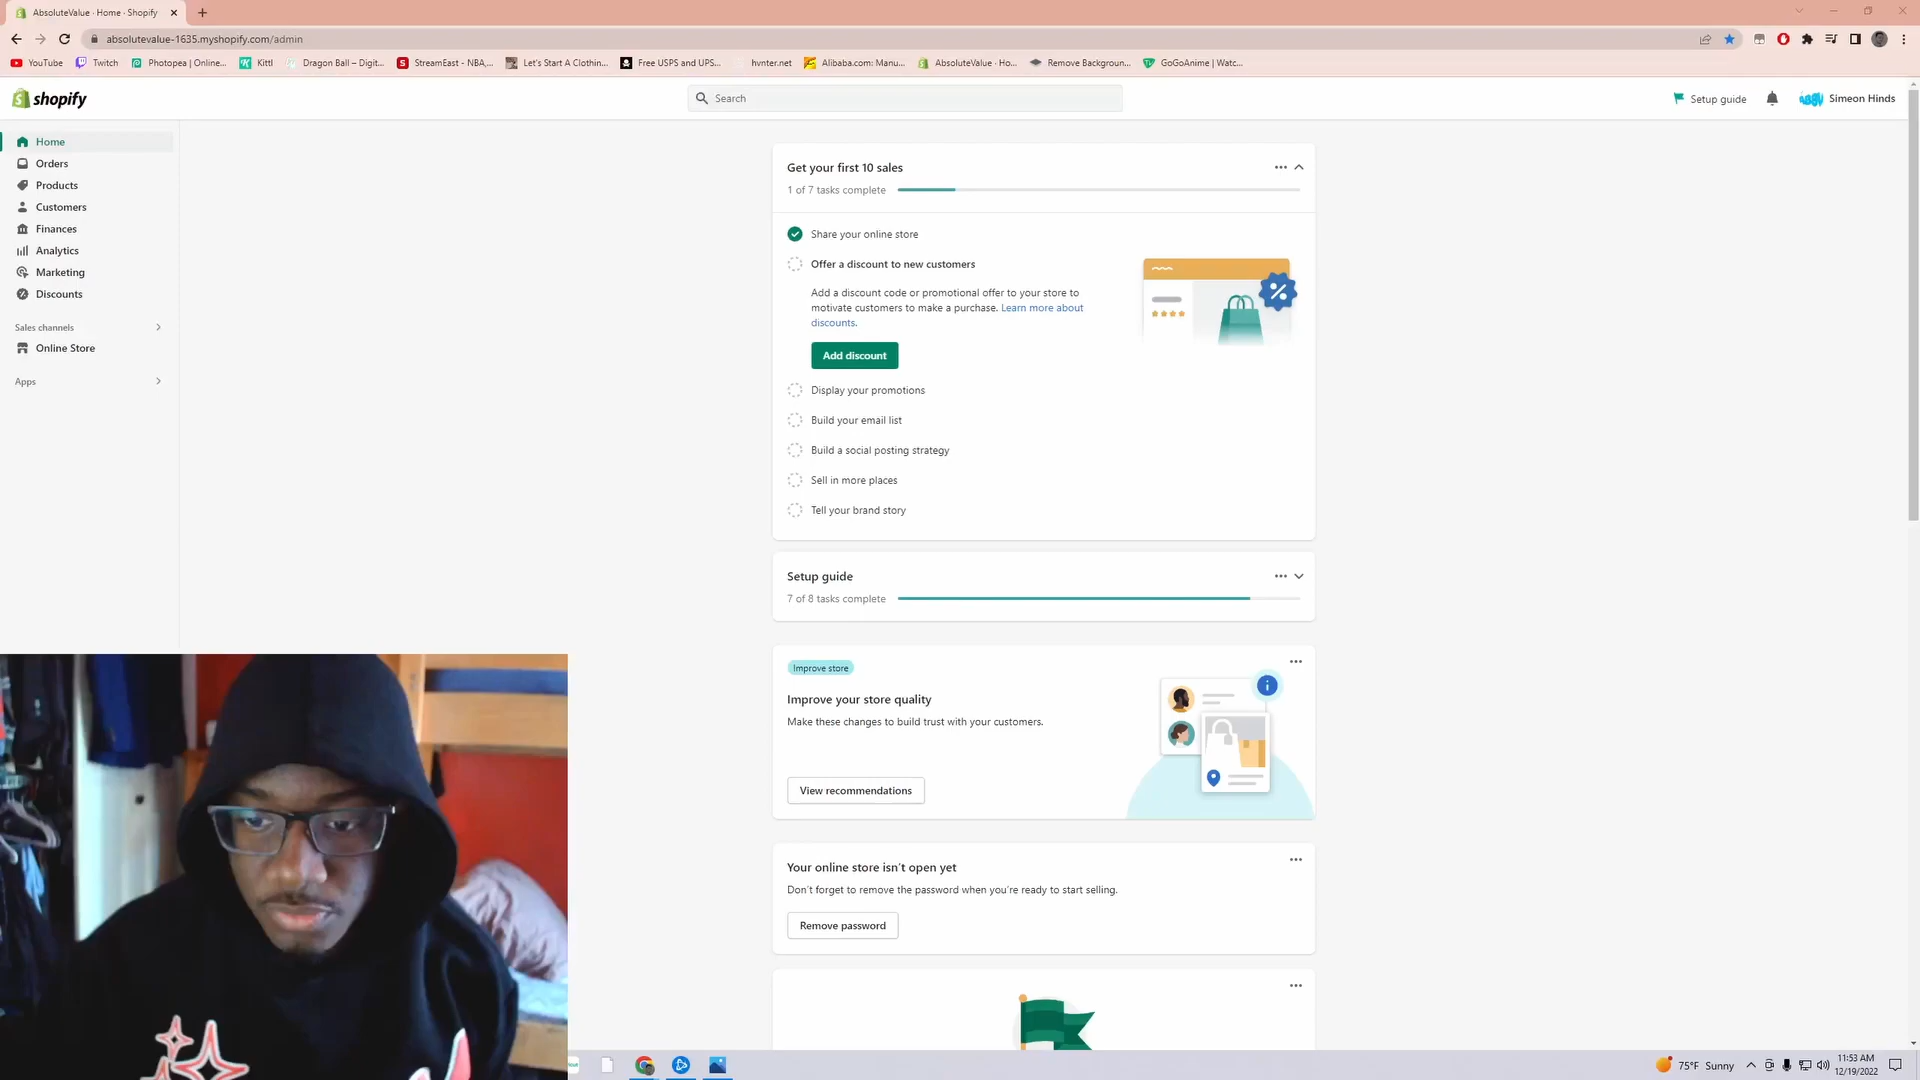 AbsoluteValue · Home · Shopify
absolutevalue-1635.myshopify.com/admin
YouTube
Twitch
Photopea | Online...
Kittl
Dragon Ball – Digit...
StreamEast - NBA,...
Let's Start A Clothin...
Free USPS and UPS...
hvnter.net
Alibaba.com: Manu...
AbsoluteValue · Ho...
Remove Backgroun...
GoGoAnime | Watc...
shopify
Search
Setup guide
Simeon Hinds
Home
Orders
Products
Customers
Finances
Analytics
Marketing
Discounts
Sales channels
Online Store
Apps
Get your first 10 sales
1 of 7 tasks complete
Share your online store
Offer a discount to new customers
Add a discount code or promotional offer to your store to
motivate customers to make a purchase. Learn more about
discounts.
Add discount
Display your promotions
Build your email list
Build a social posting strategy
Sell in more places
Tell your brand story
Setup guide
7 of 8 tasks complete
Improve store
Improve your store quality
Make these changes to build trust with your customers.
View recommendations
Your online store isn't open yet
Don't forget to remove the password when you're ready to start selling.
Remove password
75°F Sunny
11:53 AM
12/19/2022